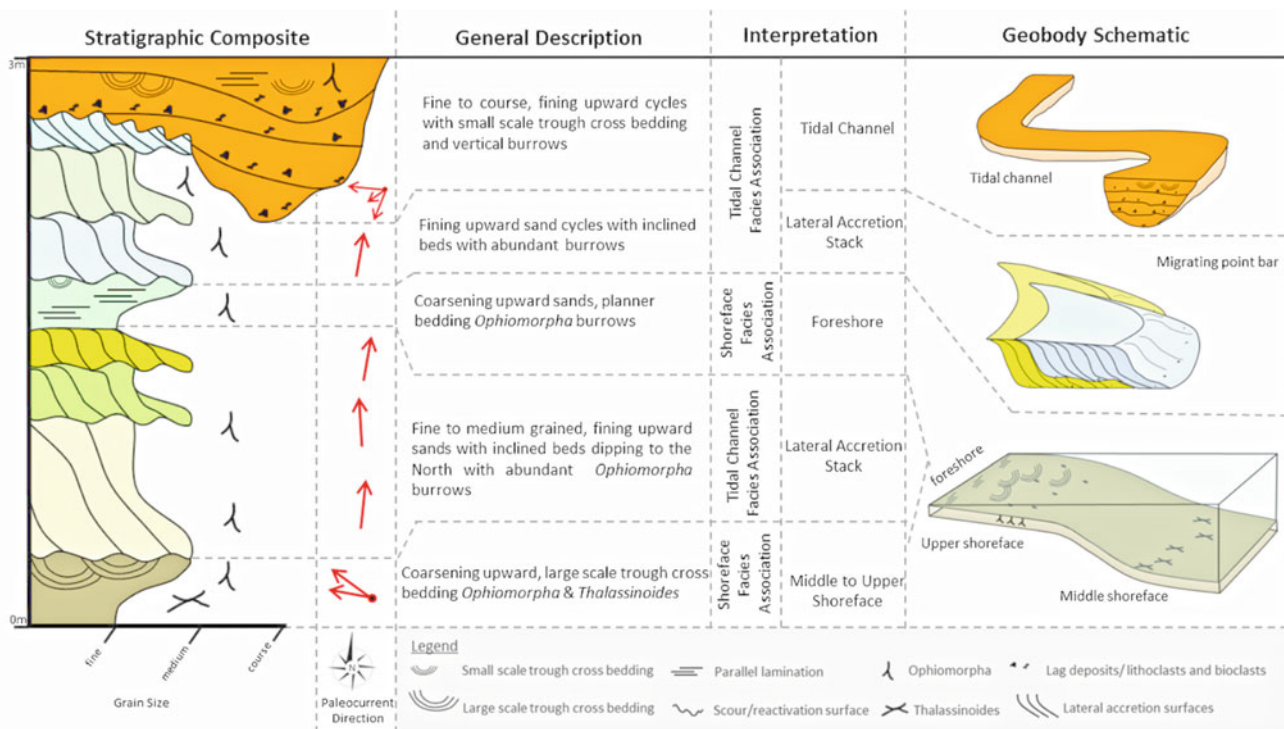 Stratigraphic Composite
General Description
Interpretation
Geobody Schematic
3m
Fine to course, fining upward cycles
with small scale trough cross bedding
and vertical burrows
Tidal Channel
Facies Association
Tidal Channel
Tidal channel
Fining upward sand cycles with inclined
beds with abundant burrows
Lateral Accretion
Stack
Migrating point bar
Coarsening upward sands, planner
bedding Ophiomorpha burrows
Shoreface
Facies
Association
Foreshore
Fine to medium grained, fining upward
sands with inclined beds dipping to the
North with abundant Ophiomorpha
burrows
Tidal Channel
Facies Association
Lateral Accretion
Stack
foreshore
Upper shoreface
Middle shoreface
Coarsening upward, large scale trough cross
bedding Ophiomorpha & Thalassinoides
Shoreface
Facies
Association
Middle to Upper
Shoreface
0m
fine
medium
course
Grain Size
N
Paleocurrent
Direction
Legend
Small scale trough cross bedding
Parallel lamination
Ophiomorpha
Lag deposits/lithoclasts and bioclasts
Large scale trough cross bedding
Scour/reactivation surface
Thalassinoides
Lateral accretion surfaces